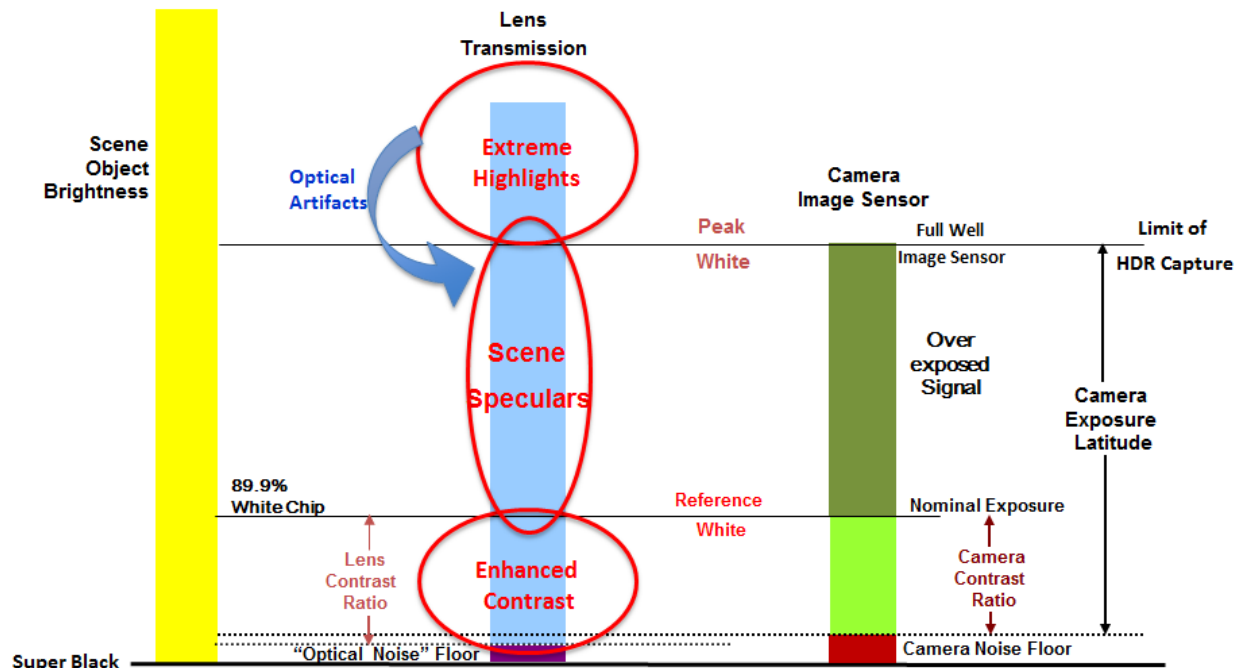 Lens
Transmission
Scene
Object
Brightness
Extreme
Highlights
Optical
Artifacts
Camera
Image Sensor
Peak
White
Full Well
Image Sensor
Limit of
HDR Capture
Scene
Speculars
Over
exposed
Signal
Camera
Exposure
Latitude
89.9%
White Chip
Reference
White
Nominal Exposure
Lens
Contrast
Ratio
Enhanced
Contrast
Camera
Contrast
Ratio
"Optical Noise" Floor
Camera Noise Floor
Super Black